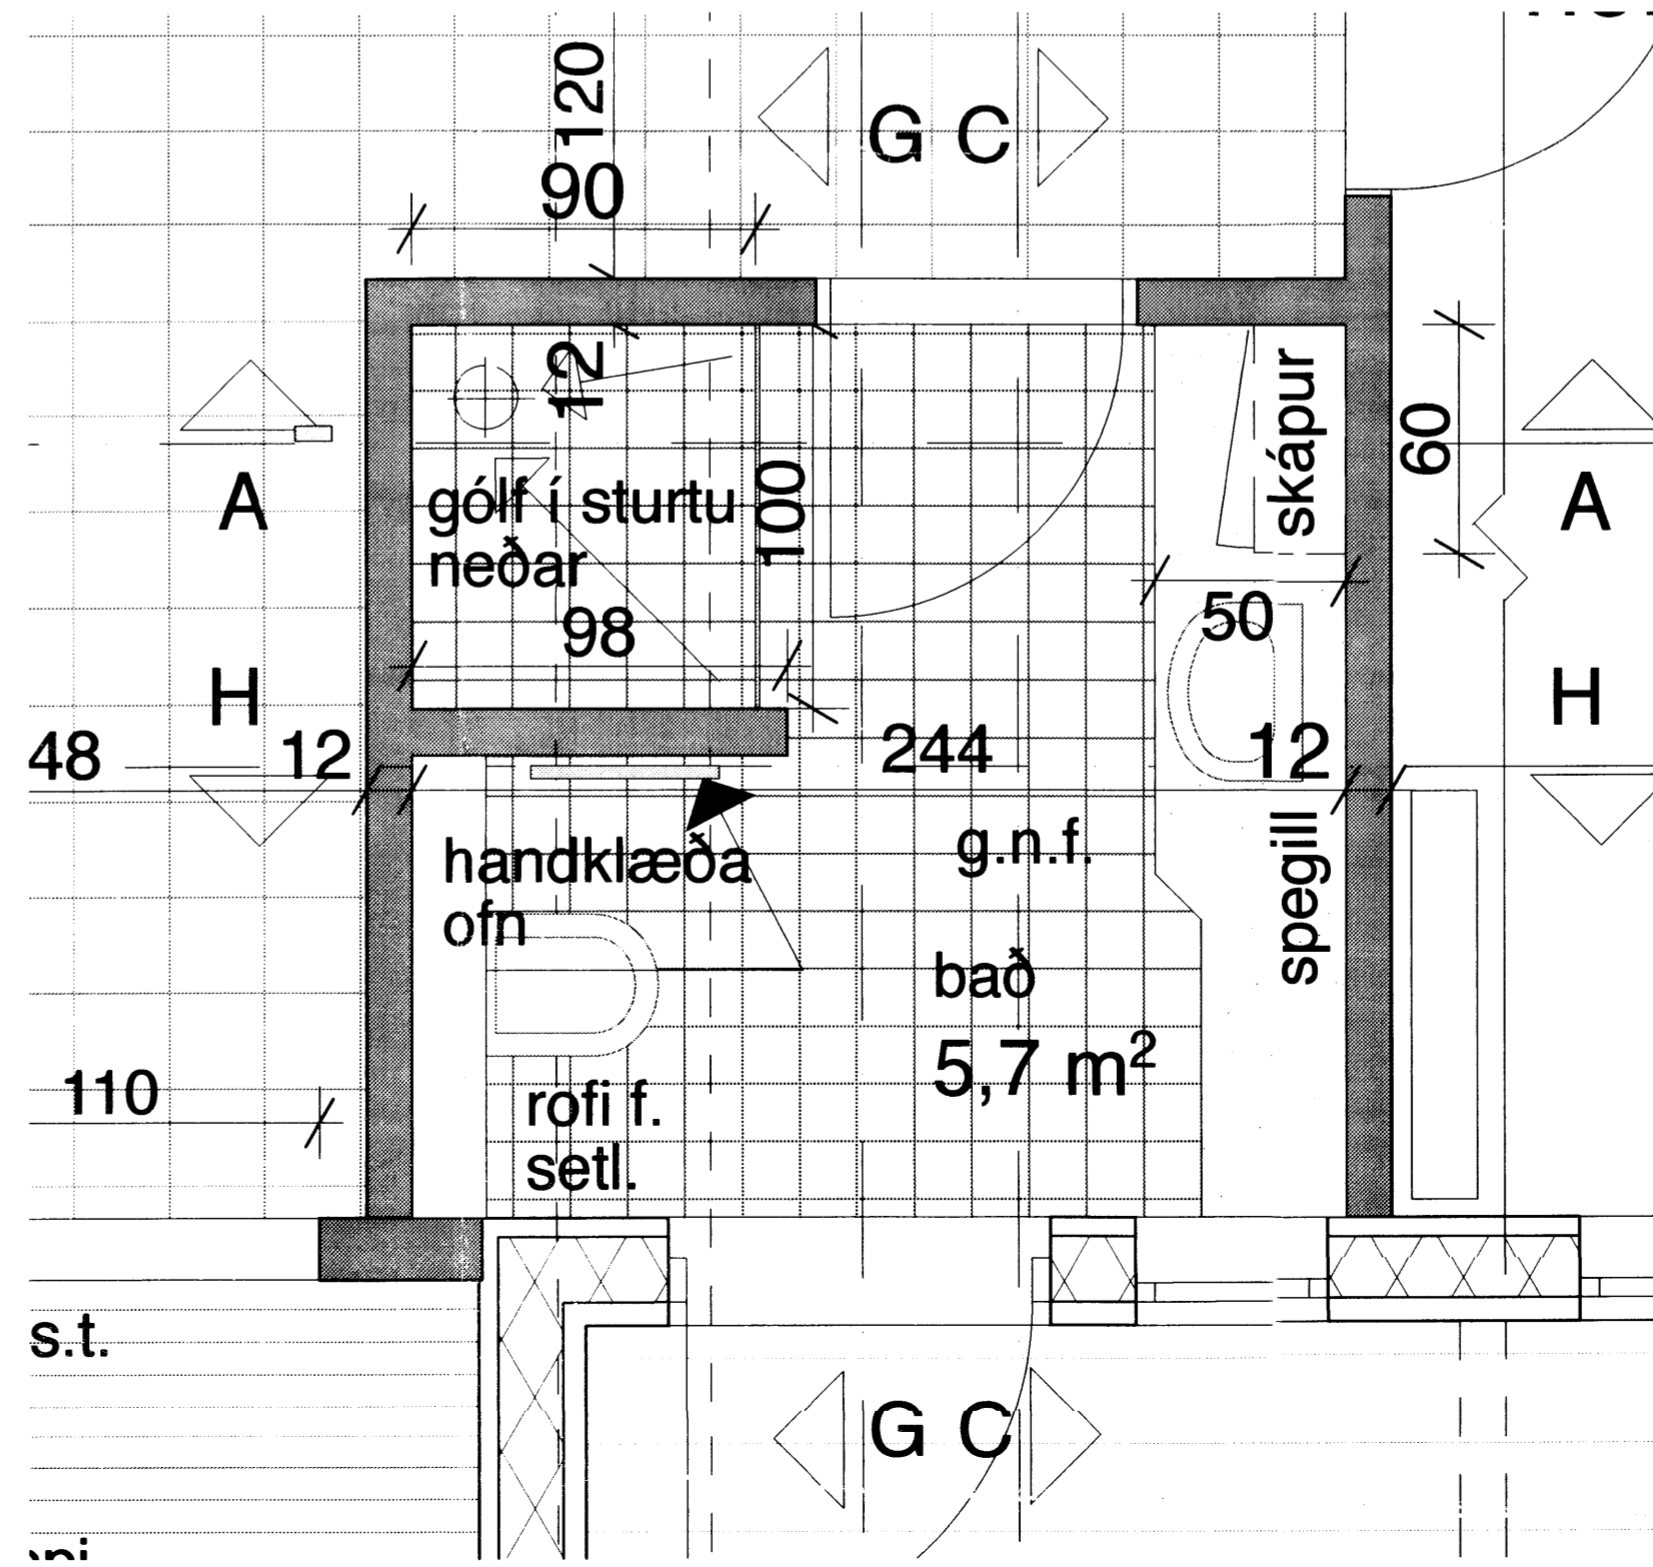 120
G C
90
12
skápur
60
A
gólf í sturtu
neðar
100
A
98
50
H
H
48
12
244
12
g.n.f.
handklæða
ofn
spegill
bað
5,7 m²
110
rofi f.
setl.
s.t.
G C